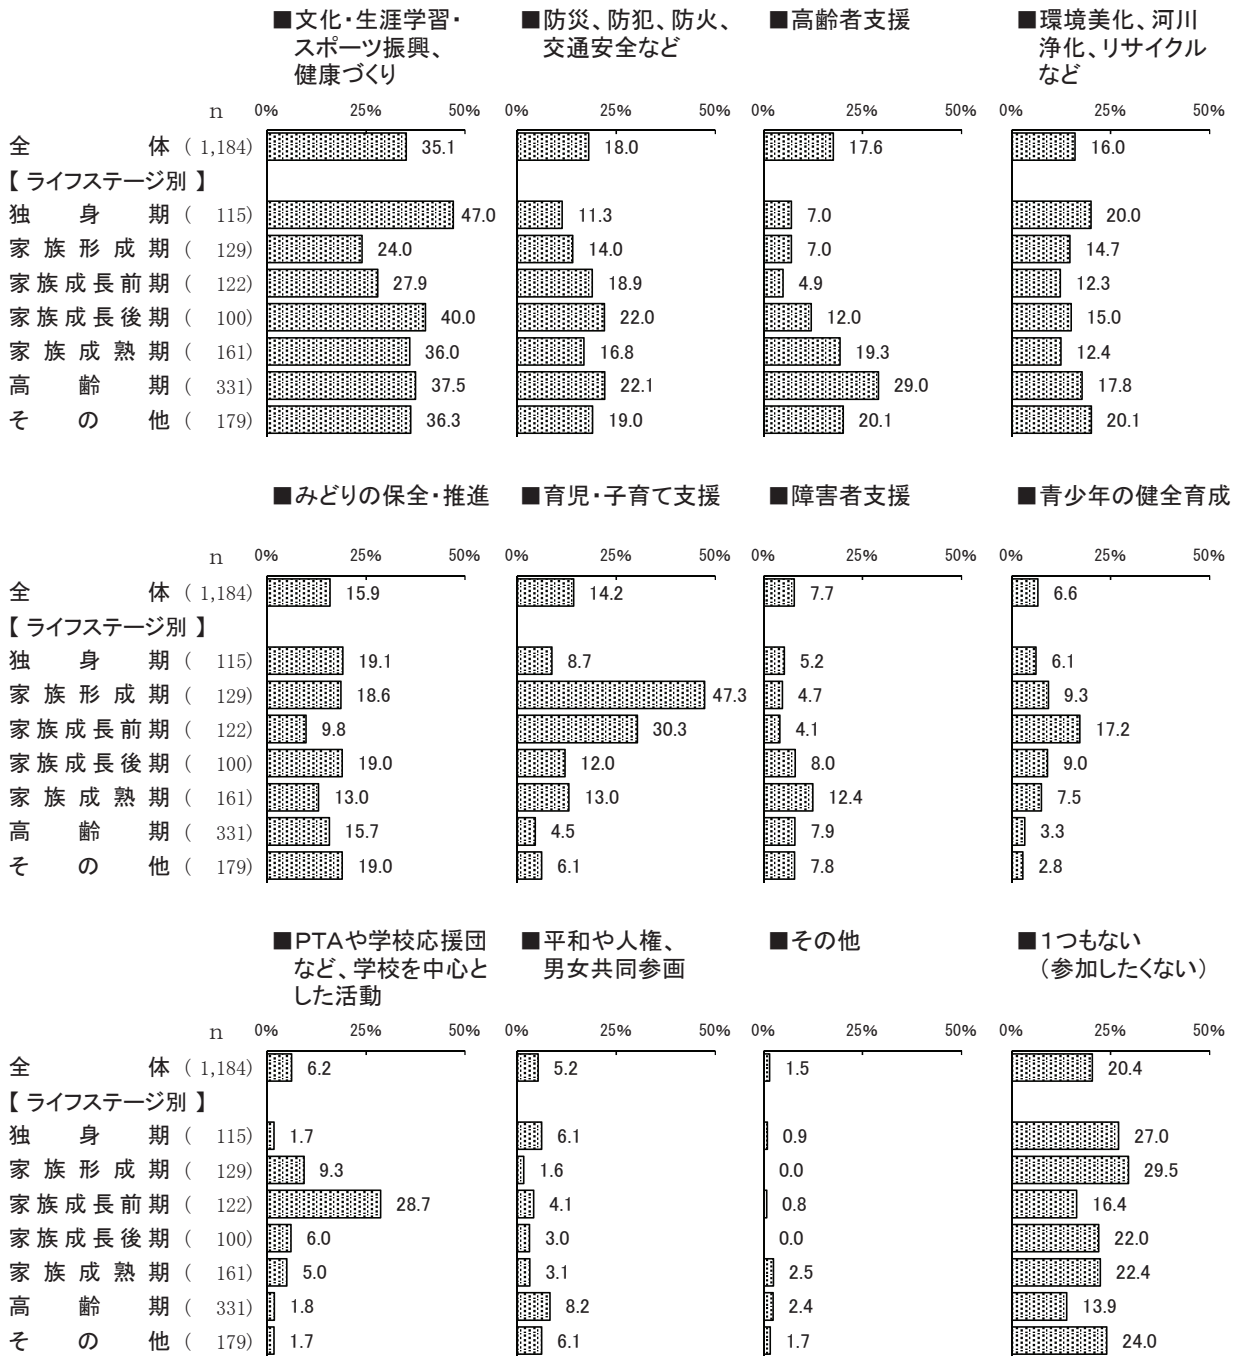 ■文化・生涯学習・ ■防災、防犯、防火、 ■高齢者支援 ■環境美化、河川
スポーツ振興、 交通安全など 浄化、リサイクル
健康づくり など
n 0% 25% 50% 0% 25% 50% 0% 25% 50% 0% 25% 50%
全体 (1,184) 35.1 18.0 17.6 16.0
【ライフステージ別】
独身期 (115) 47.0 11.3 7.0 20.0
家族形成期 (129) 24.0 14.0 7.0 14.7
家族成長前期 (122) 27.9 18.9 4.9 12.3
家族成長後期 (100) 40.0 22.0 12.0 15.0
家族成熟期 (161) 36.0 16.8 19.3 12.4
高齢期 (331) 37.5 22.1 29.0 17.8
その他 (179) 36.3 19.0 20.1 20.1
■みどりの保全・推進 ■育児・子育て支援 ■障害者支援 ■青少年の健全育成
n 0% 25% 50% 0% 25% 50% 0% 25% 50% 0% 25% 50%
全体 (1,184) 15.9 14.2 7.7 6.6
【ライフステージ別】
独身期 (115) 19.1 8.7 5.2 6.1
家族形成期 (129) 18.6 47.3 4.7 9.3
家族成長前期 (122) 9.8 30.3 4.1 17.2
家族成長後期 (100) 19.0 12.0 8.0 9.0
家族成熟期 (161) 13.0 13.0 12.4 7.5
高齢期 (331) 15.7 4.5 7.9 3.3
その他 (179) 19.0 6.1 7.8 2.8
■PTAや学校応援団 ■平和や人権、 ■その他 ■1つもない
など、学校を中心と 男女共同参画 （参加したくない）
した活動
n 0% 25% 50% 0% 25% 50% 0% 25% 50% 0% 25% 50%
全体 (1,184) 6.2 5.2 1.5 20.4
【ライフステージ別】
独身期 (115) 1.7 6.1 0.9 27.0
家族形成期 (129) 9.3 1.6 0.0 29.5
家族成長前期 (122) 28.7 4.1 0.8 16.4
家族成長後期 (100) 6.0 3.0 0.0 22.0
家族成熟期 (161) 5.0 3.1 2.5 22.4
高齢期 (331) 1.8 8.2 2.4 13.9
その他 (179) 1.7 6.1 1.7 24.0